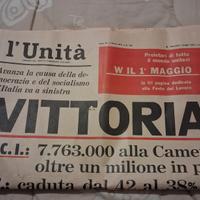 l'Unità
Proletari di tutto
il mondo unitevi
W IL 1° MAGGIO
Avanza la causa della de-
mocrazia e del socialismo
l'Italia va a sinistra
VITTORIA
C.I.: 7.763.000 alla Came
oltre un milione in p
: caduta dal 42 al 38%